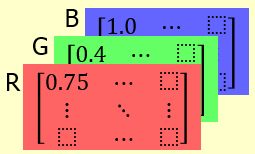 B
[1.0 ⋯ ⬚]
G
[0.4 ⋯ ⬚]
R
[0.75 ⋯ ⬚
⋮ ⋱ ⋮
⬚ ⋯ ⬚]